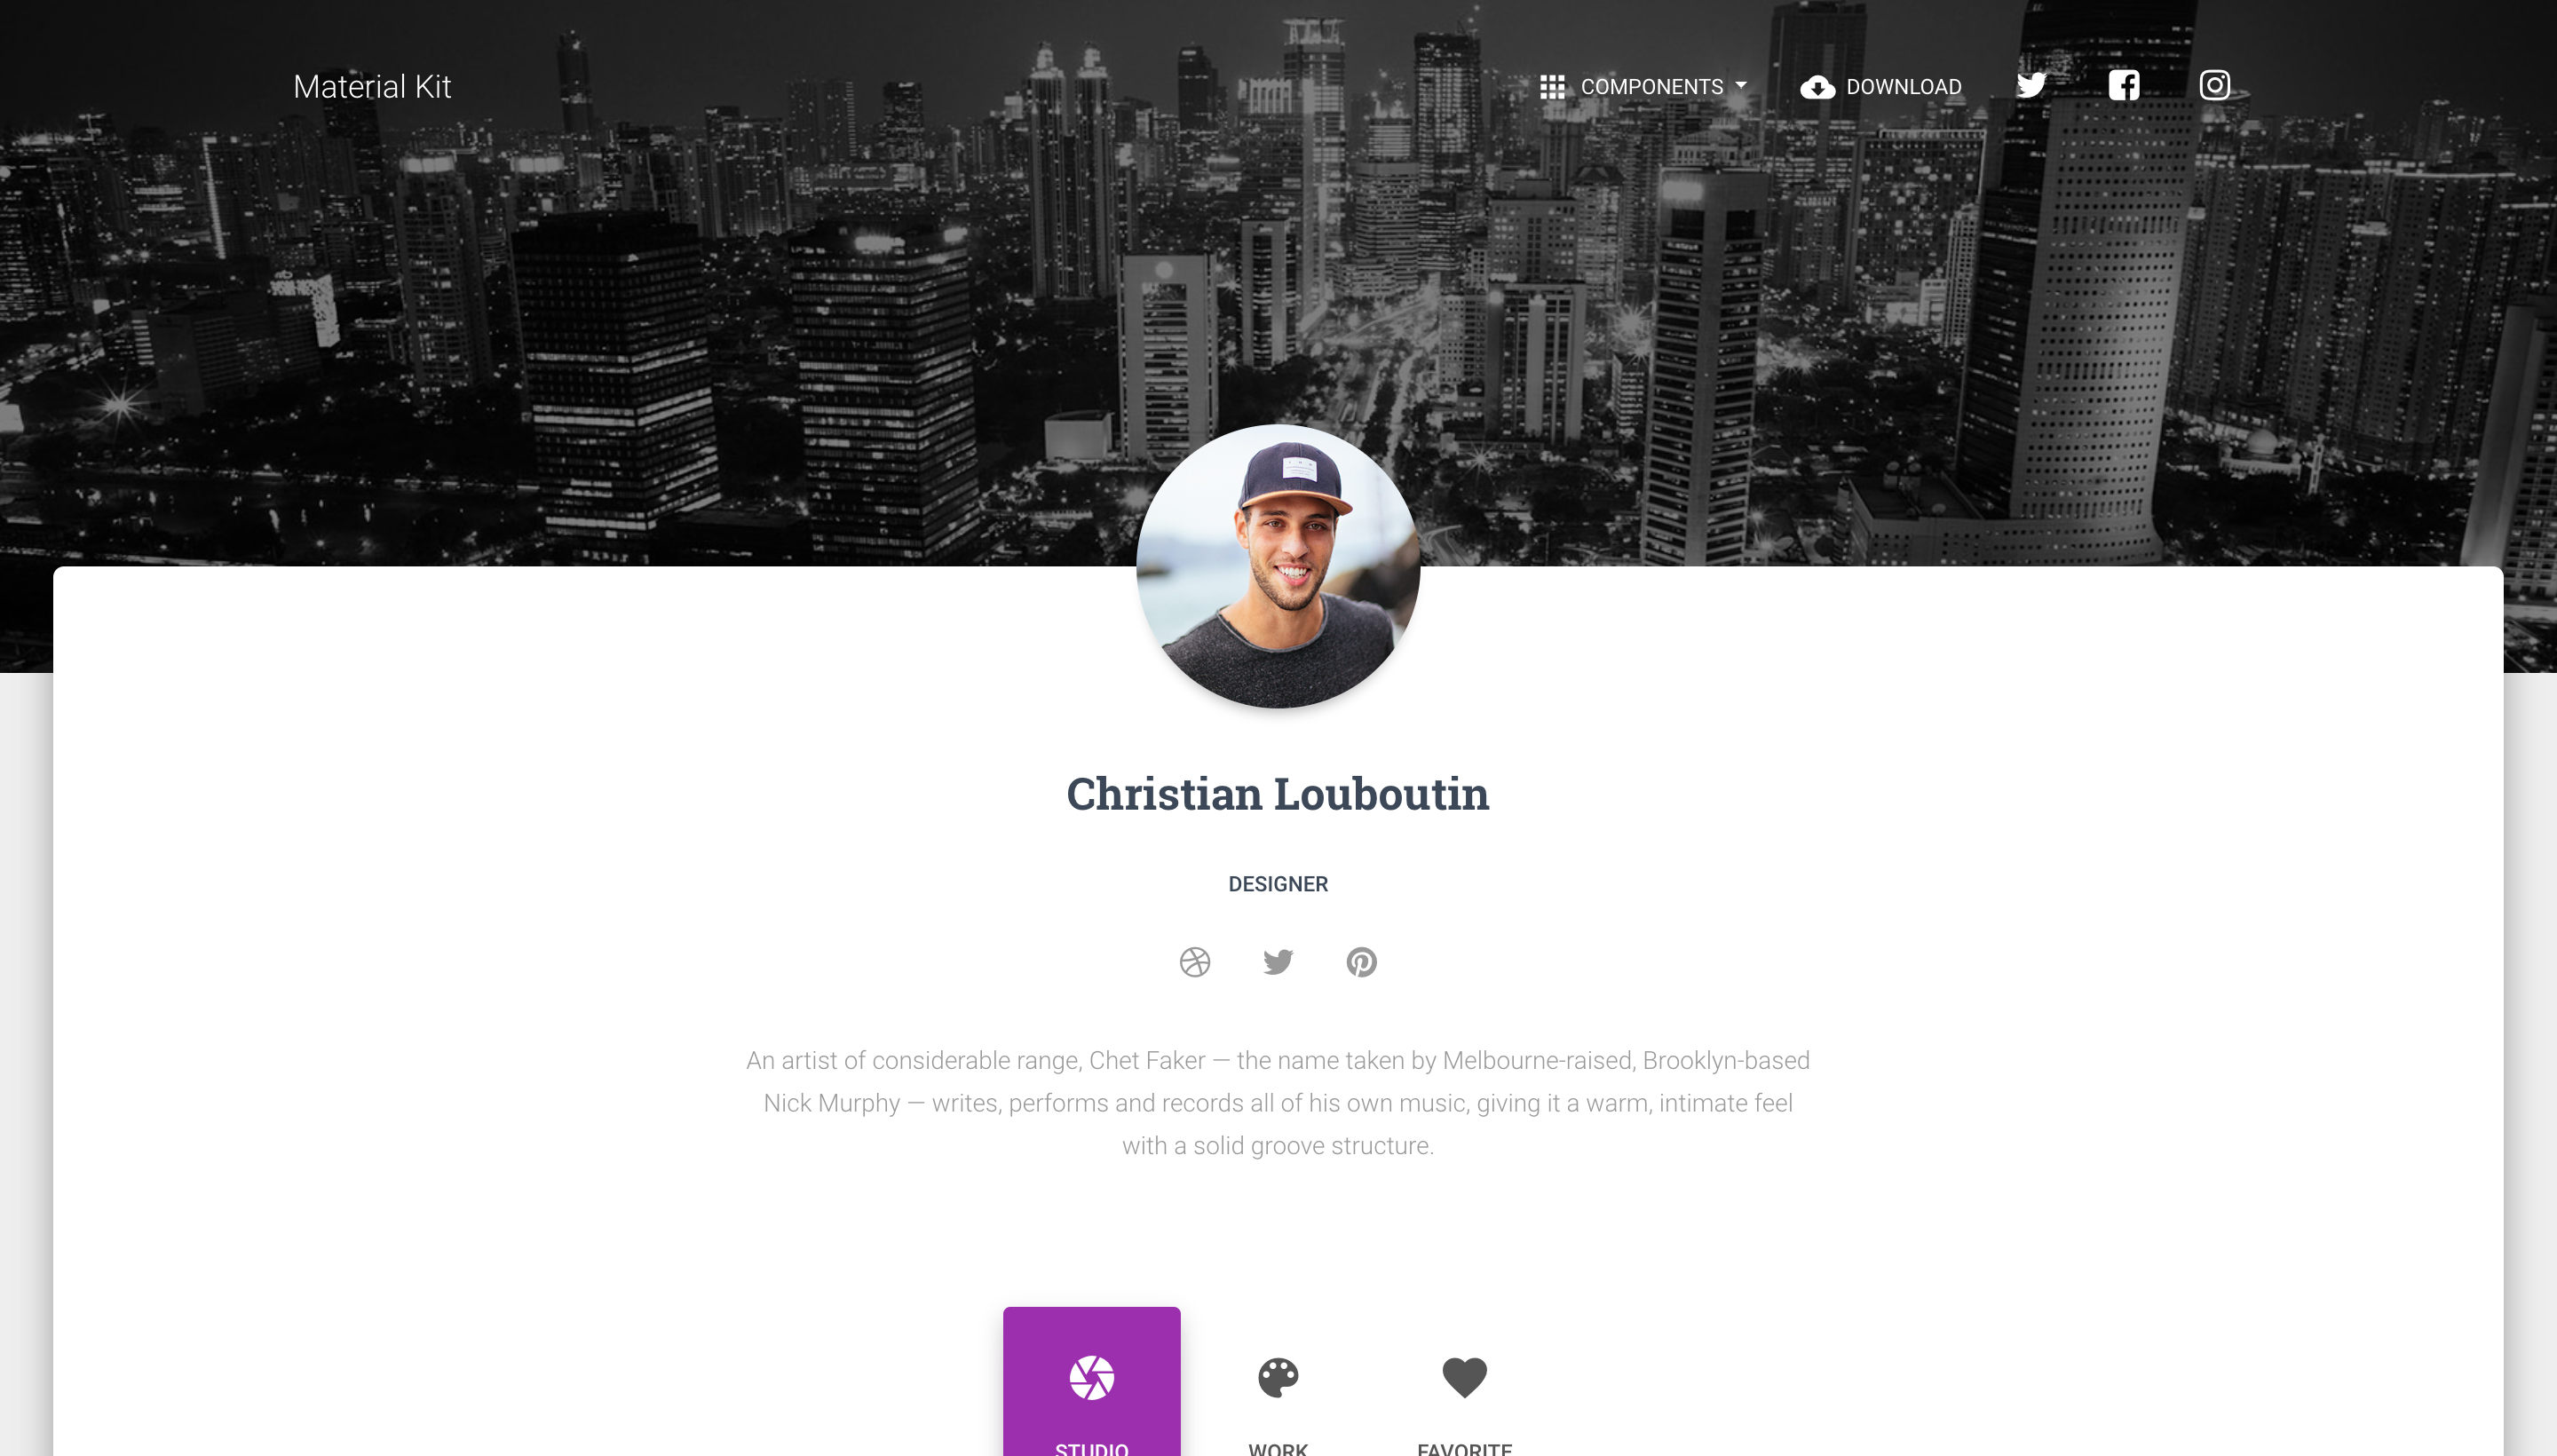 Material Kit
COMPONENTS
DOWNLOAD
Christian Louboutin
DESIGNER
An artist of considerable range, Chet Faker — the name taken by Melbourne-raised, Brooklyn-based
Nick Murphy — writes, performs and records all of his own music, giving it a warm, intimate feel
with a solid groove structure.
STUDIO
WORK
FAVORITE